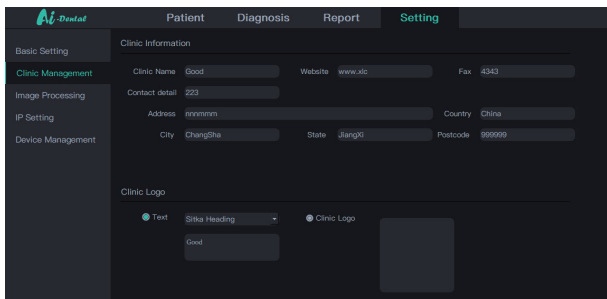 Ai-Dental Patient Diagnosis Report Setting
Basic Setting
Clinic Management
Image Processing
IP Setting
Device Management
Clinic Information
Clinic Name Good Website www.xlc Fax 4343
Contact detail 223
Address nnnmmm Country China
City ChangSha State JiangXi Postcode 999999
Clinic Logo
Text Sitka Heading Clinic Logo
Good